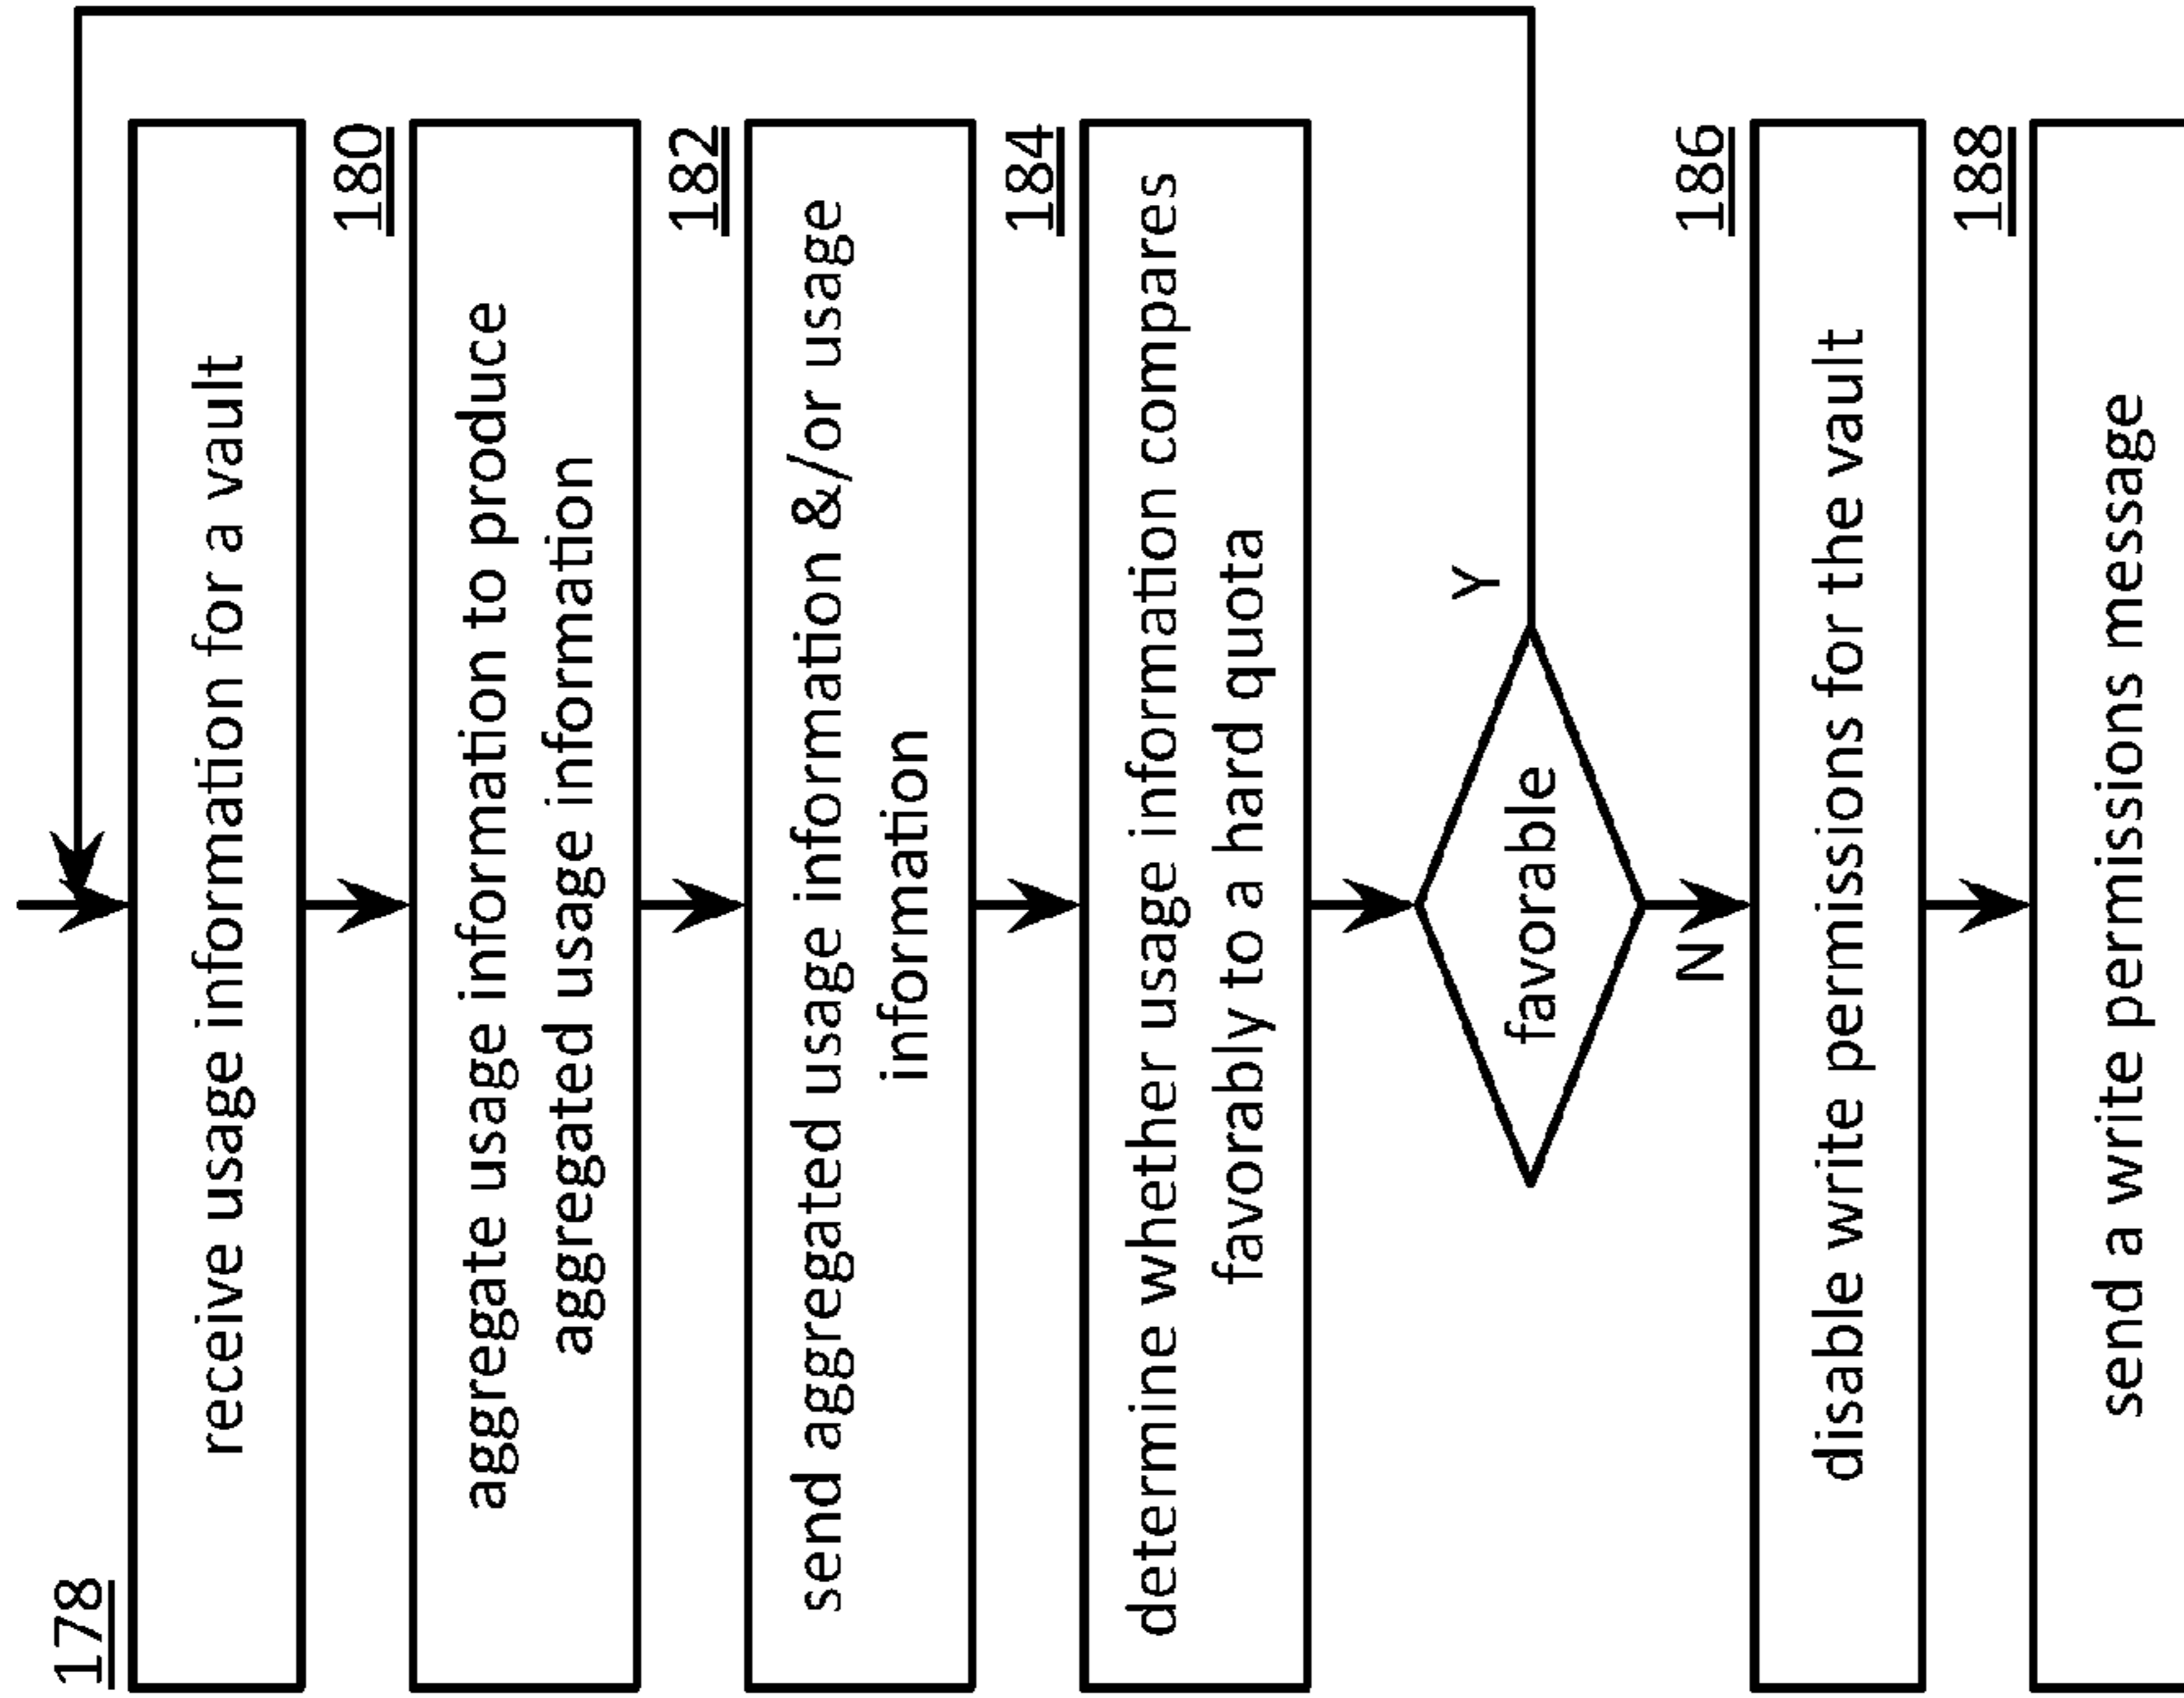 178
receive usage information for a vault
180
aggregate usage information to produce
aggregated usage information
182
send aggregated usage information &/or usage
information
184
determine whether usage information compares
favorably to a hard quota
favorable
Y
N
186
disable write permissions for the vault
188
send a write permissions message